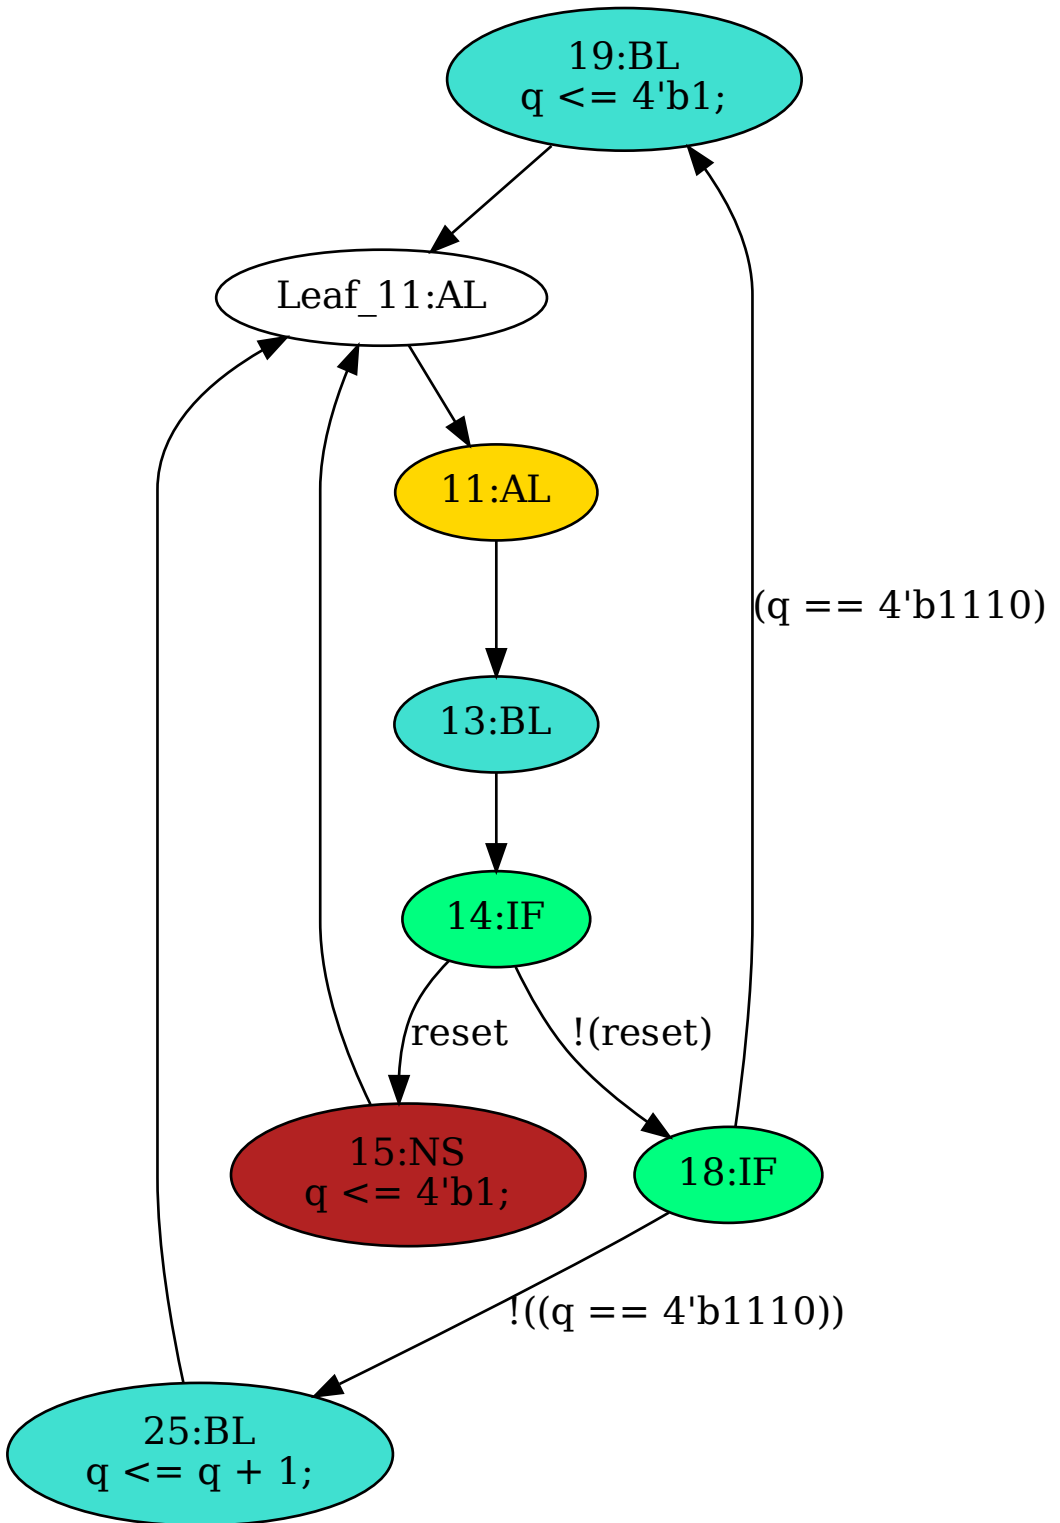 19:BL
q <= 4'b1;
Leaf_11:AL
11:AL
(q == 4'b1110)
13:BL
14:IF
reset
!(reset)
15:NS
q <= 4'b1;
18:IF
!((q == 4'b1110))
25:BL
q <= q + 1;